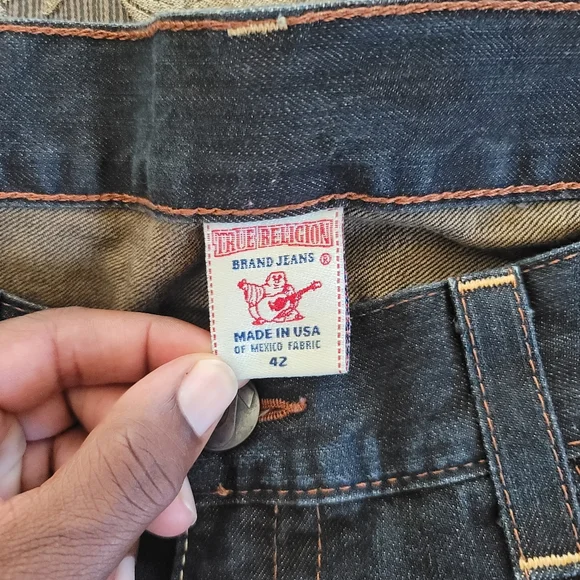 TRUE RELIGION
BRAND JEANS ®
MADE IN USA
OF MEXICO FABRIC
42